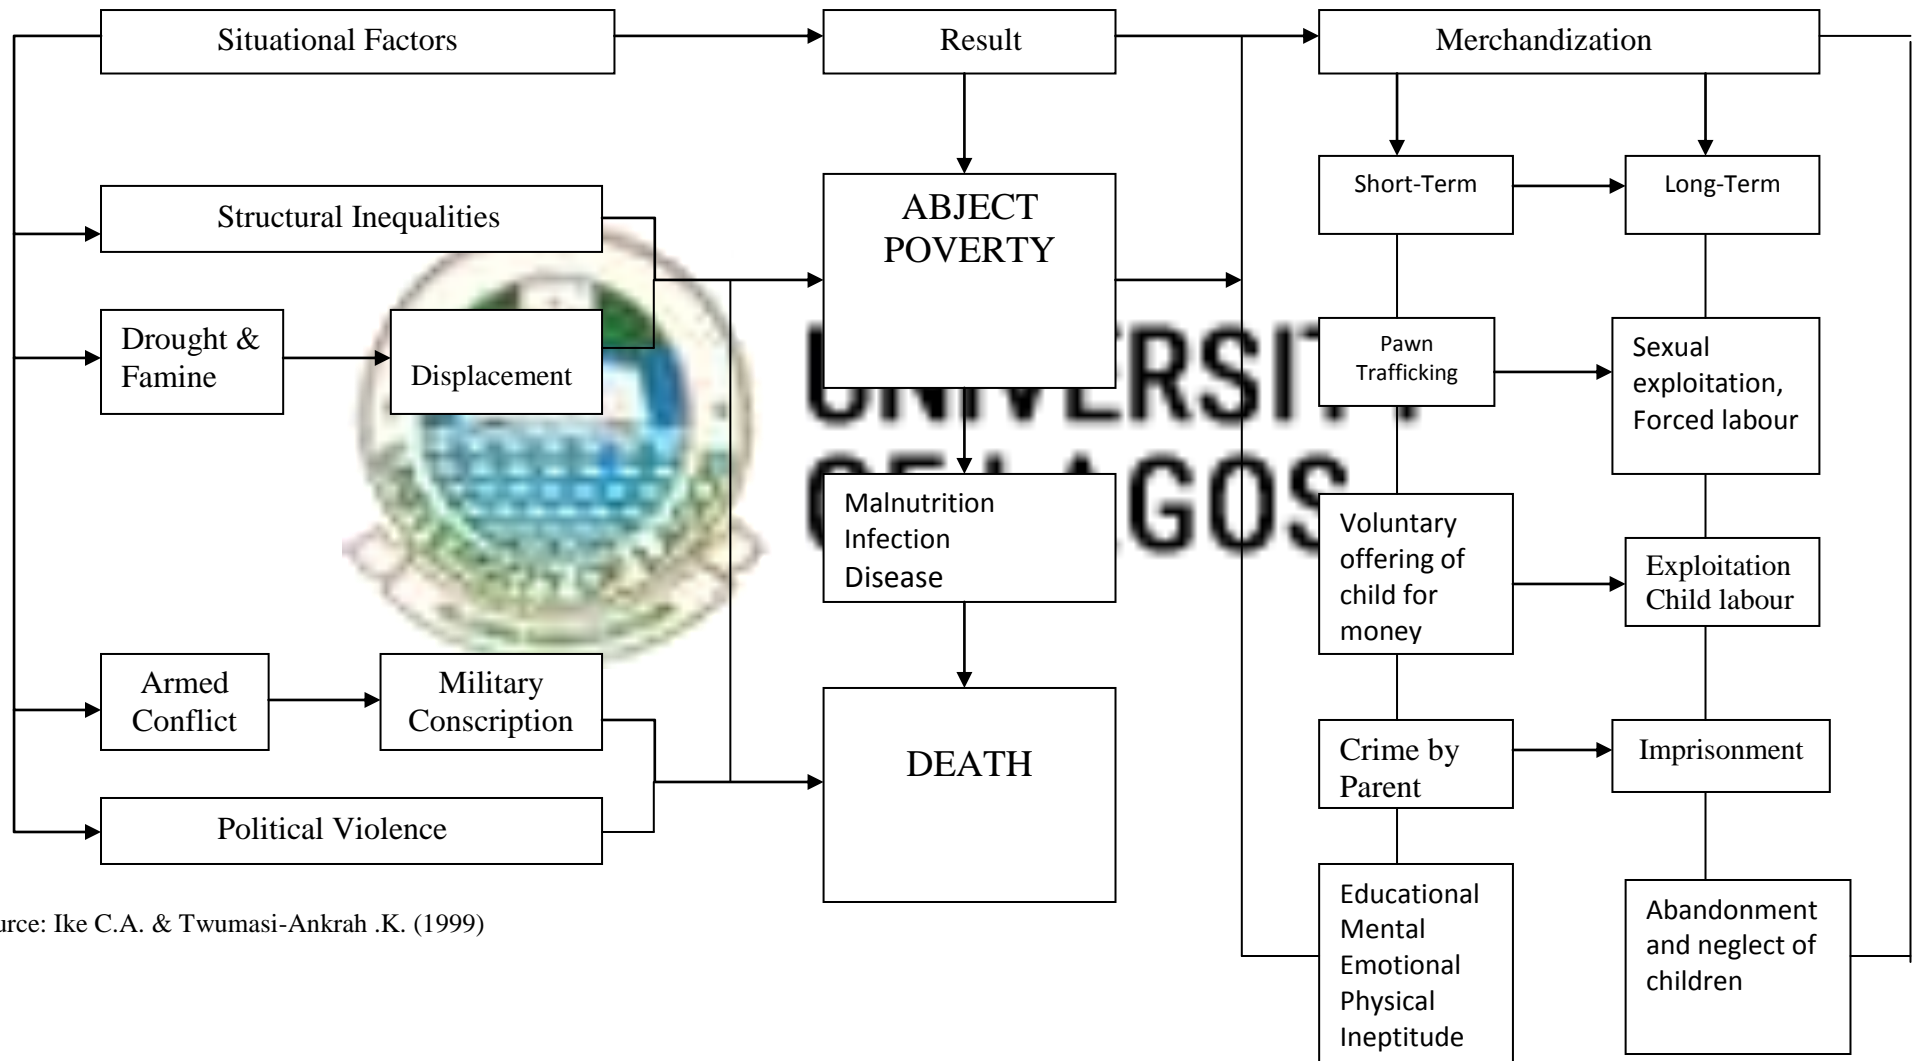 Situational Factors
Result
Merchandization
Structural Inequalities
ABJECT
POVERTY
Short-Term
Long-Term
Drought &
Famine
Displacement
Pawn
Trafficking
Sexual
exploitation,
Forced labour
Malnutrition
Infection
Disease
Voluntary
offering of
child for
money
Exploitation
Child labour
Armed
Conflict
Military
Conscription
DEATH
Crime by
Parent
Imprisonment
Political Violence
Educational
Mental
Emotional
Physical
Ineptitude
Abandonment
and neglect of
children
urce: Ike C.A. & Twumasi-Ankrah .K. (1999)